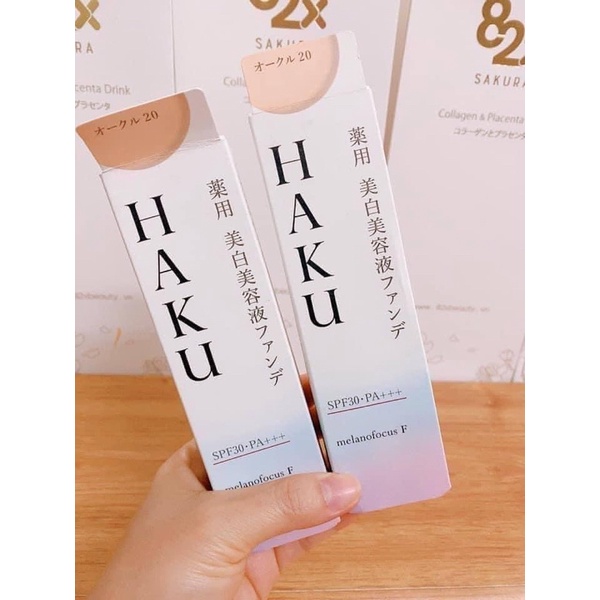 82X
SAKURA
Collagen & Placenta
コラーゲンとプラセンタ
centa Drink
プラセンタ
オークル20
HAKU
薬用 美白美容液ファンデ
SPF30・PA+++
melanofocus F
オークル20
HAKU
薬用 美白美容液ファンデ
SPF30・PA+++
melanofocus F